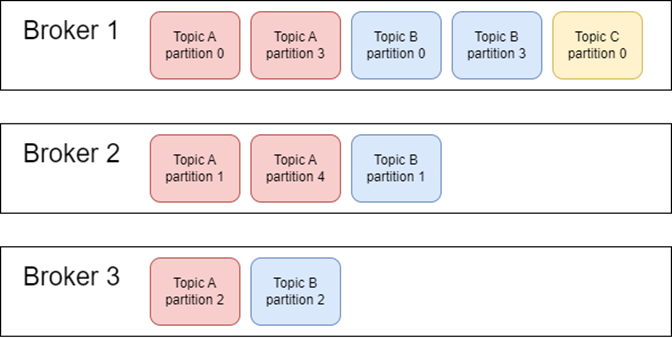 Broker 1
Topic A
partition 0
Topic A
partition 3
Topic B
partition 0
Topic B
partition 3
Topic C
partition 0
Broker 2
Topic A
partition 1
Topic A
partition 4
Topic B
partition 1
Broker 3
Topic A
partition 2
Topic B
partition 2